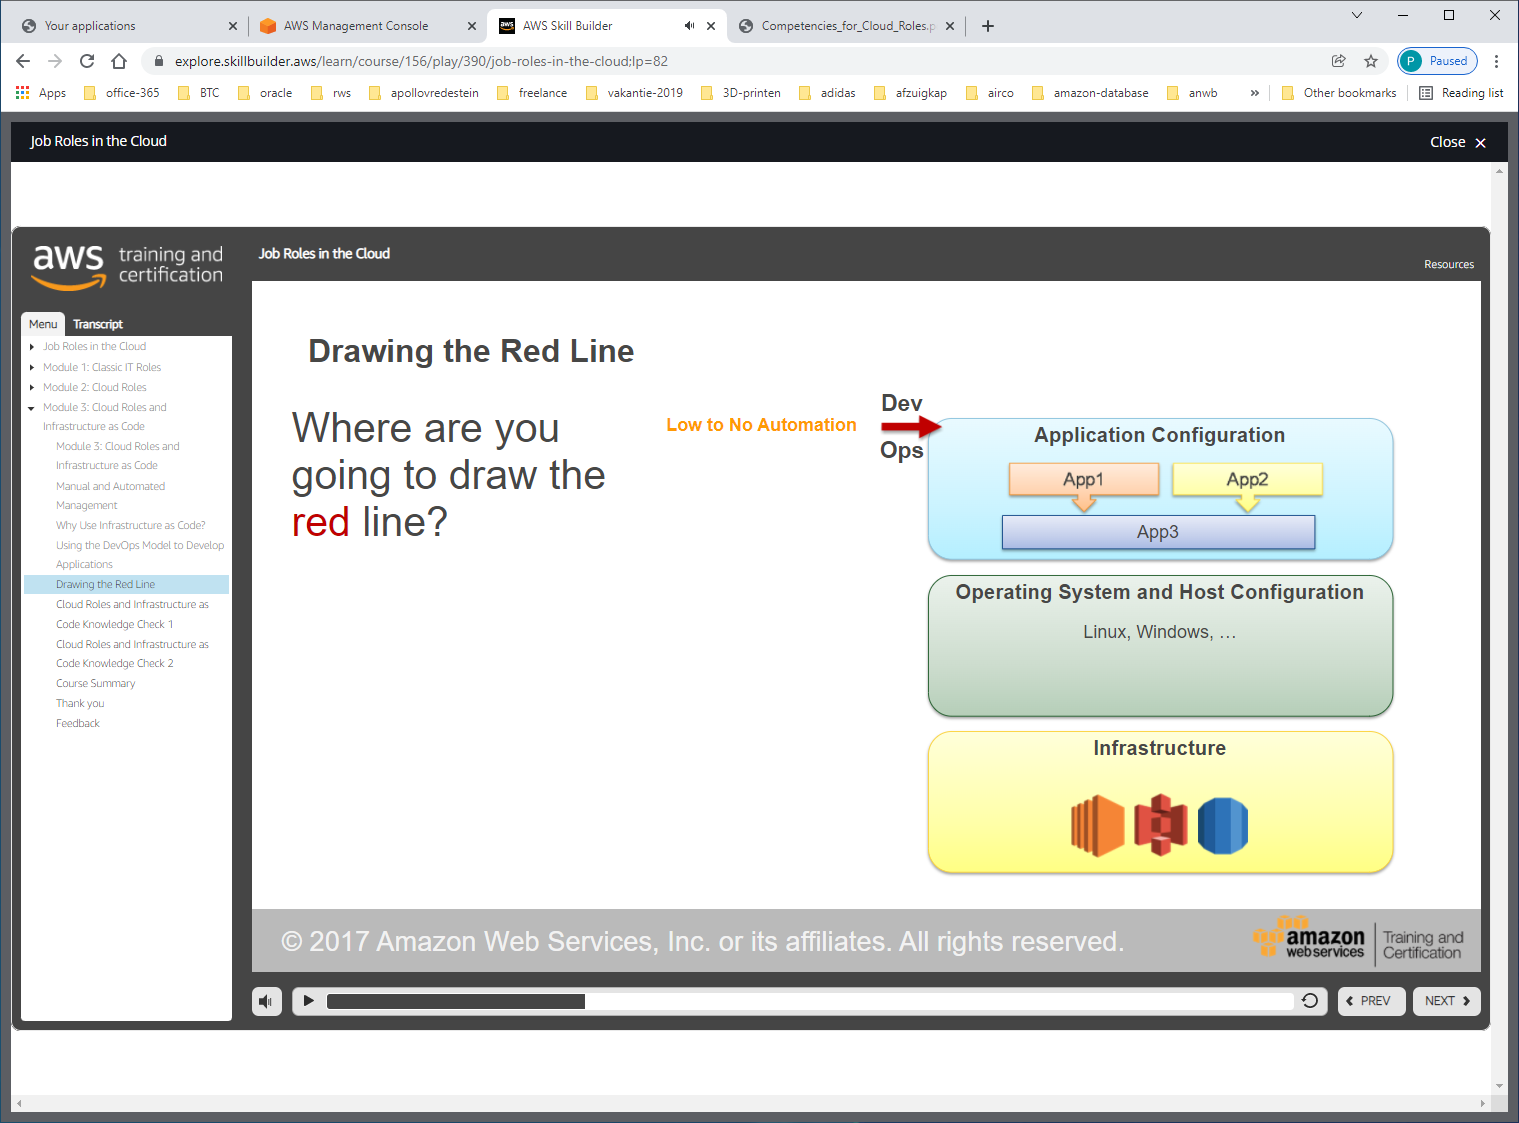 Your applications
AWS Management Console
AWS Skill Builder
Competencies_for_Cloud_Roles.p
explore.skillbuilder.aws/learn/course/156/play/390/job-roles-in-the-cloud;lp=82
P Paused
Apps office-365 BTC oracle rws apollovredestein freelance vakantie-2019 3D-printen adidas afzuigkap airco amazon-database anwb » Other bookmarks Reading list
Job Roles in the Cloud
Close
aws training and
certification
Job Roles in the Cloud
Resources
Menu Transcript
Job Roles in the Cloud
Module 1: Classic IT Roles
Module 2: Cloud Roles
Module 3: Cloud Roles and
Infrastructure as Code
Module 3: Cloud Roles and
Infrastructure as Code
Manual and Automated
Management
Why Use Infrastructure as Code?
Using the DevOps Model to Develop
Applications
Drawing the Red Line
Cloud Roles and Infrastructure as
Code Knowledge Check 1
Cloud Roles and Infrastructure as
Code Knowledge Check 2
Course Summary
Thank you
Feedback
Drawing the Red Line
Where are you
going to draw the
red line?
Low to No Automation
Dev
Ops
Application Configuration
App1 App2
App3
Operating System and Host Configuration
Linux, Windows, …
Infrastructure
© 2017 Amazon Web Services, Inc. or its affiliates. All rights reserved.
amazon
webservices
Training and
Certification
PREV
NEXT